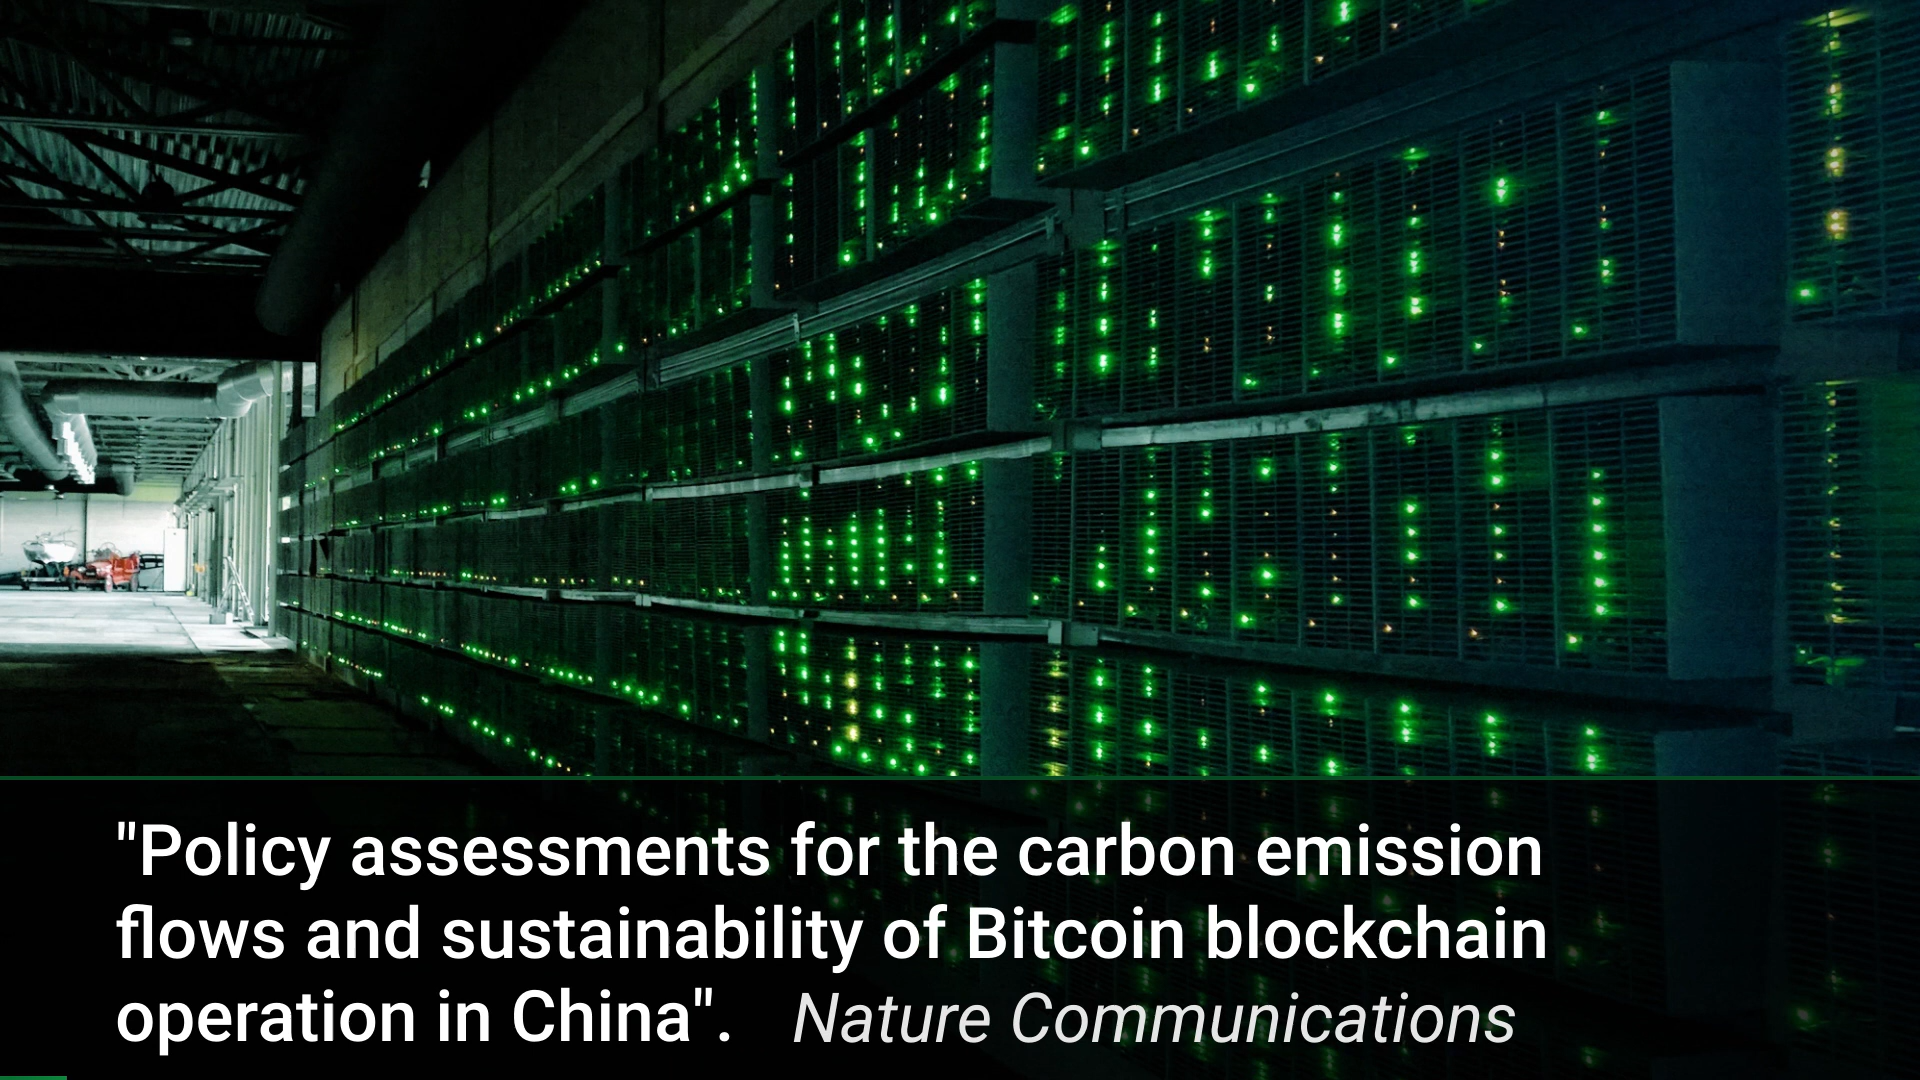 "Policy assessments for the carbon emission
flows and sustainability of Bitcoin blockchain
operation in China". Nature Communications